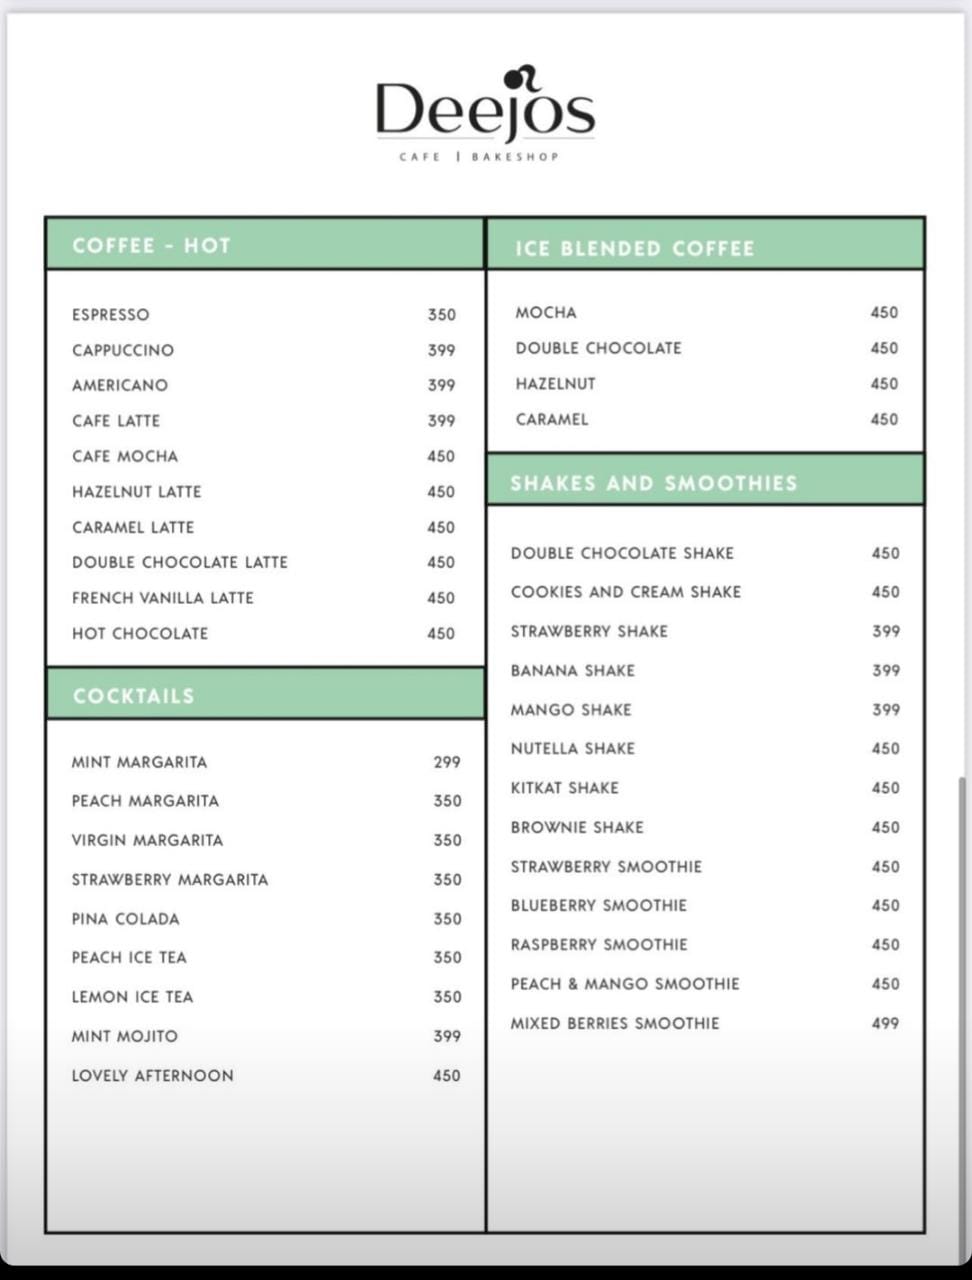 Deejos
CAFE | BAKESHOP
COFFEE - HOT
ESPRESSO 350
CAPPUCCINO 399
AMERICANO 399
CAFE LATTE 399
CAFE MOCHA 450
HAZELNUT LATTE 450
CARAMEL LATTE 450
DOUBLE CHOCOLATE LATTE 450
FRENCH VANILLA LATTE 450
HOT CHOCOLATE 450
COCKTAILS
MINT MARGARITA 299
PEACH MARGARITA 350
VIRGIN MARGARITA 350
STRAWBERRY MARGARITA 350
PINA COLADA 350
PEACH ICE TEA 350
LEMON ICE TEA 350
MINT MOJITO 399
LOVELY AFTERNOON 450
ICE BLENDED COFFEE
MOCHA 450
DOUBLE CHOCOLATE 450
HAZELNUT 450
CARAMEL 450
SHAKES AND SMOOTHIES
DOUBLE CHOCOLATE SHAKE 450
COOKIES AND CREAM SHAKE 450
STRAWBERRY SHAKE 399
BANANA SHAKE 399
MANGO SHAKE 399
NUTELLA SHAKE 450
KITKAT SHAKE 450
BROWNIE SHAKE 450
STRAWBERRY SMOOTHIE 450
BLUEBERRY SMOOTHIE 450
RASPBERRY SMOOTHIE 450
PEACH & MANGO SMOOTHIE 450
MIXED BERRIES SMOOTHIE 499